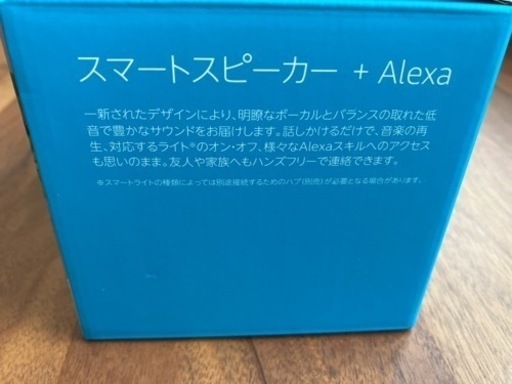 スマートスピーカー + Alexa
一新されたデザインにより、明瞭なボーカルとバランスの取れた低
音で豊かなサウンドをお届けします。話しかけるだけで、音楽の再
生、対応するライト※のオン・オフ、様々なAlexaスキルへのアクセス
も思いのまま。友人や家族へもハンズフリーで連絡できます。
※スマートライトの種類によっては別途接続するためのハブ(別売)が必要となる場合があります。